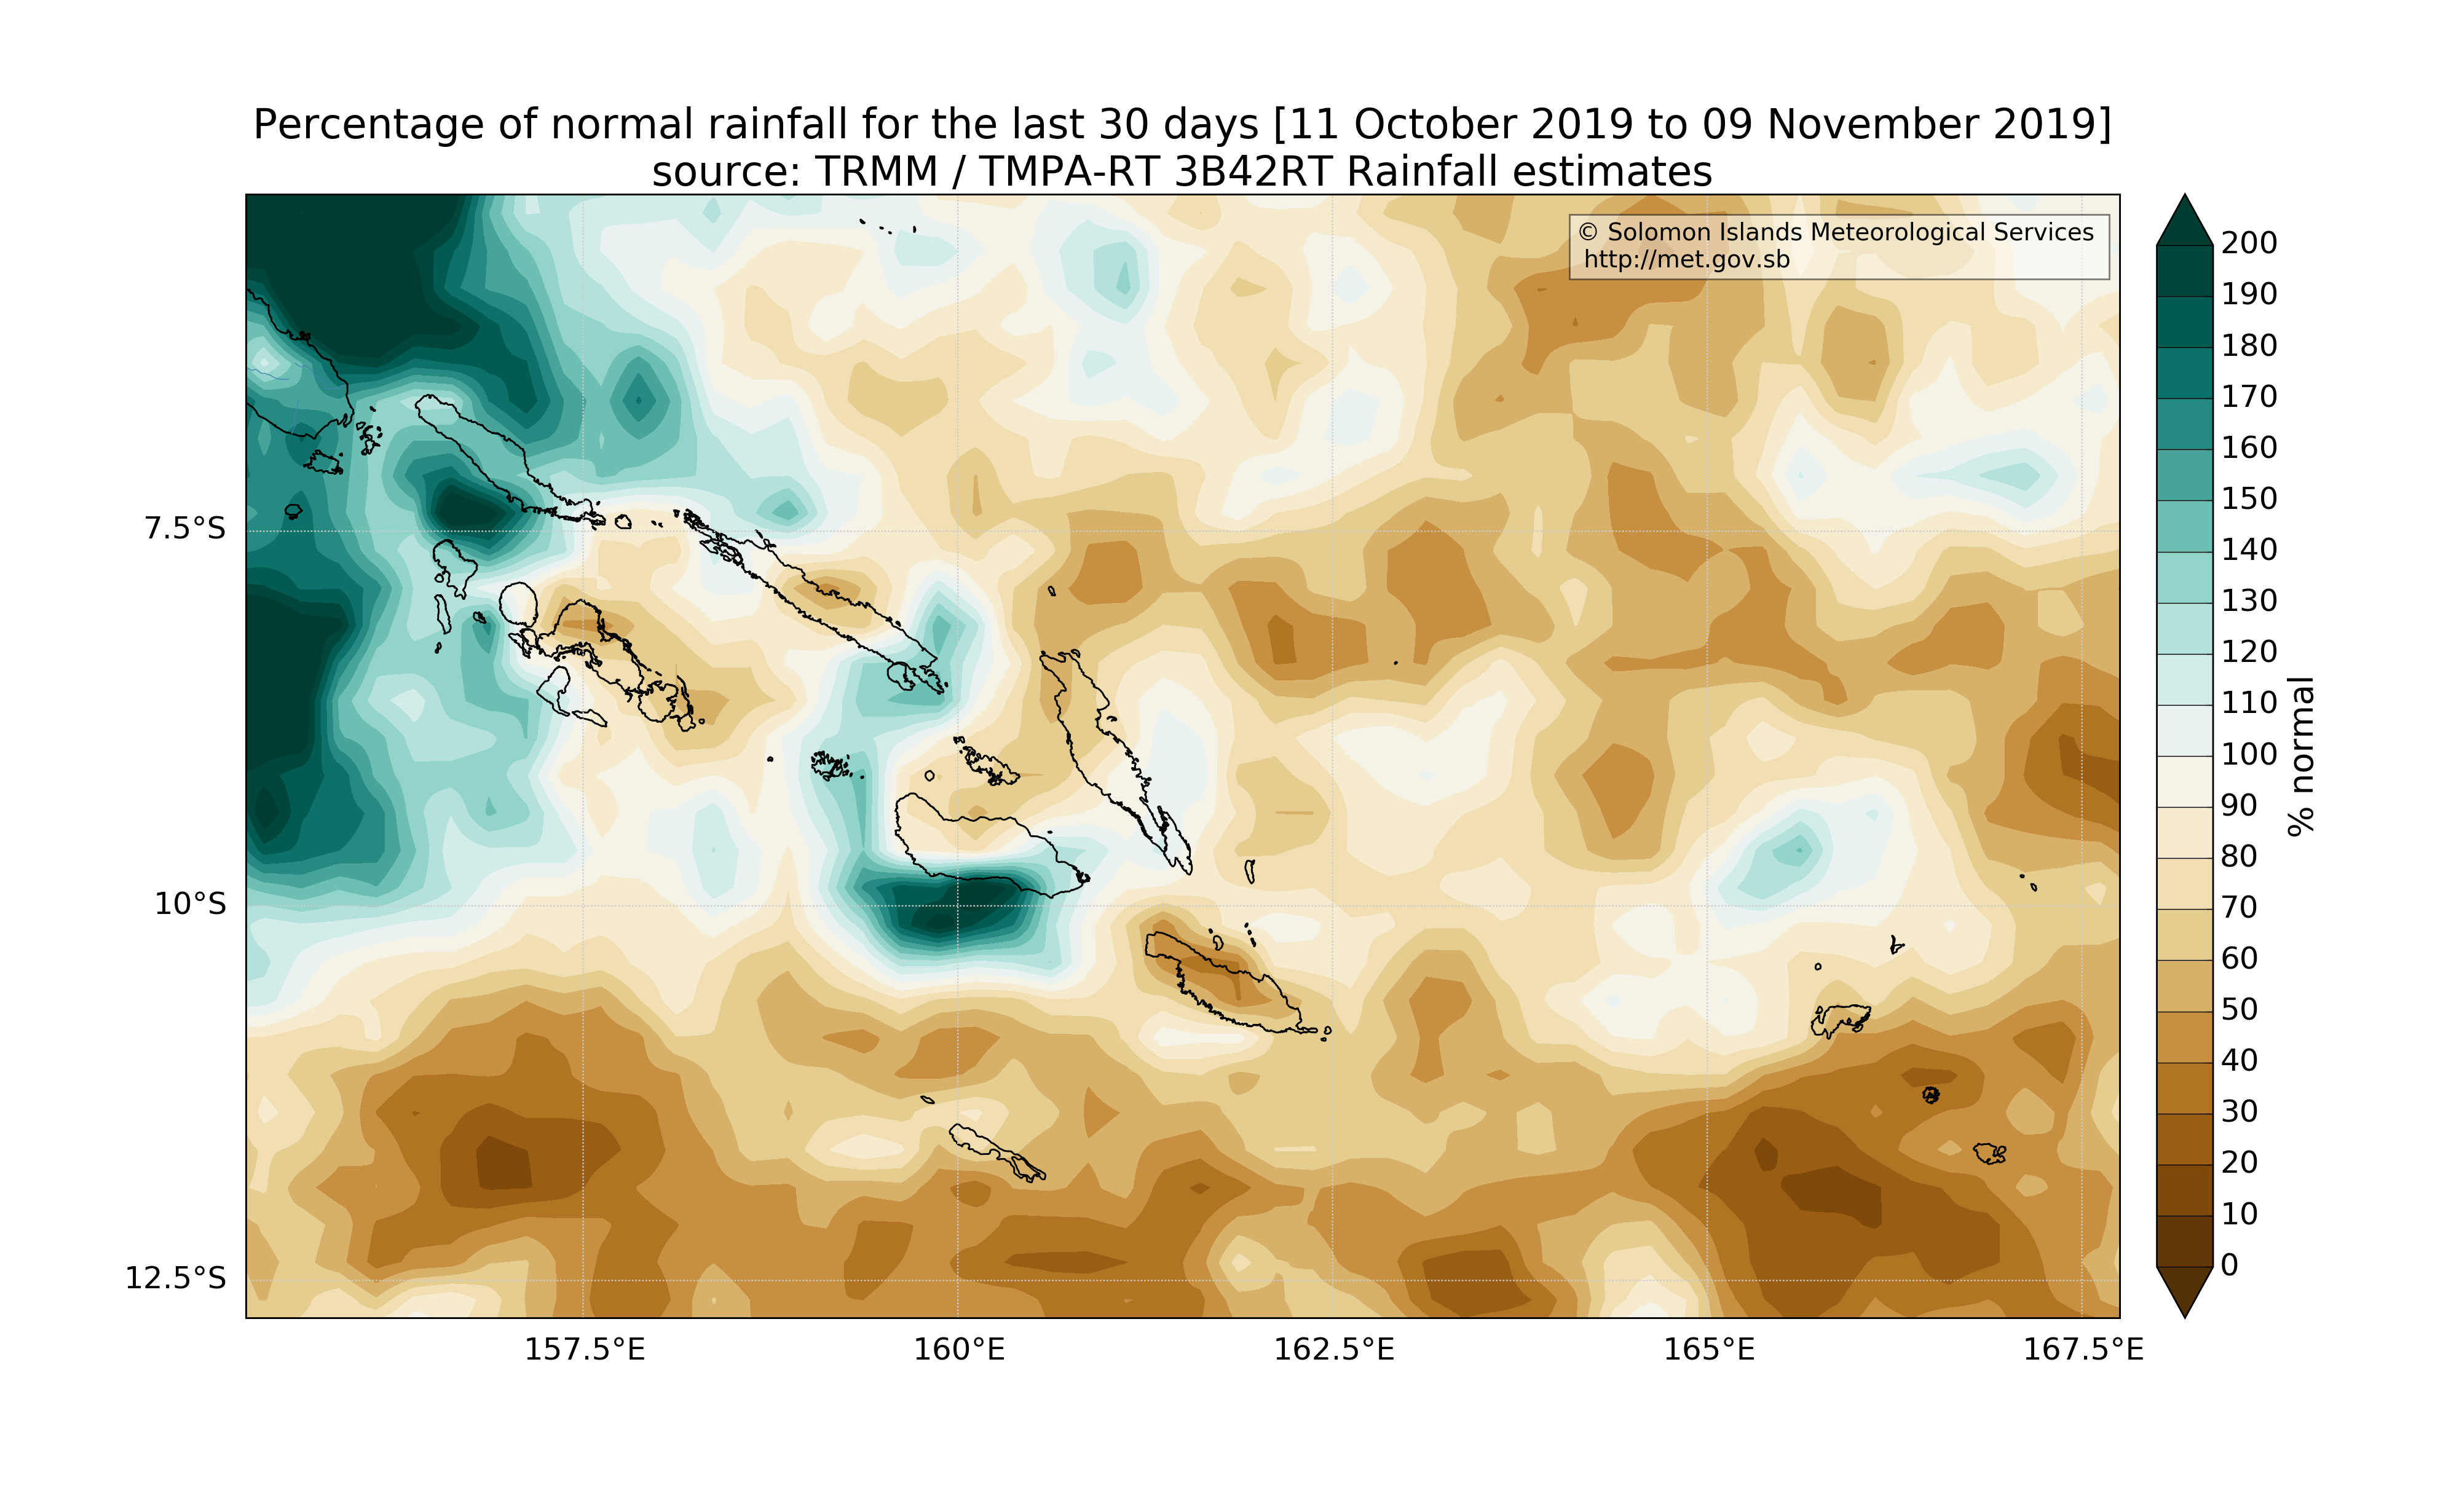 Percentage of normal rainfall for the last 30 days [11 October 2019 to 09 November 2019]
source: TRMM / TMPA-RT 3B42RT Rainfall estimates
© Solomon Islands Meteorological Services
http://met.gov.sb
7.5°S
10°S
12.5°S
157.5°E
160°E
162.5°E
165°E
167.5°E
200
190
180
170
160
150
140
130
120
110
100
90
80
70
60
50
40
30
20
10
0
% normal